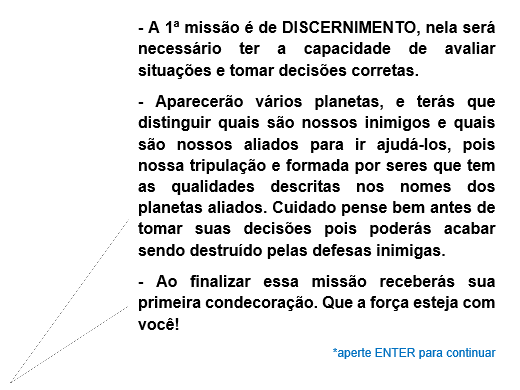 - A 1ª missão é de DISCERNIMENTO, nela será
necessário ter a capacidade de avaliar
situações e tomar decisões corretas.
- Aparecerão vários planetas, e terás que
distinguir quais são nossos inimigos e quais
são nossos aliados para ir ajudá-los, pois
nossa tripulação e formada por seres que tem
as qualidades descritas nos nomes dos
planetas aliados. Cuidado pense bem antes de
tomar suas decisões pois poderás acabar
sendo destruído pelas defesas inimigas.
- Ao finalizar essa missão receberás sua
primeira condecoração. Que a força esteja com
você!
*aperte ENTER para continuar